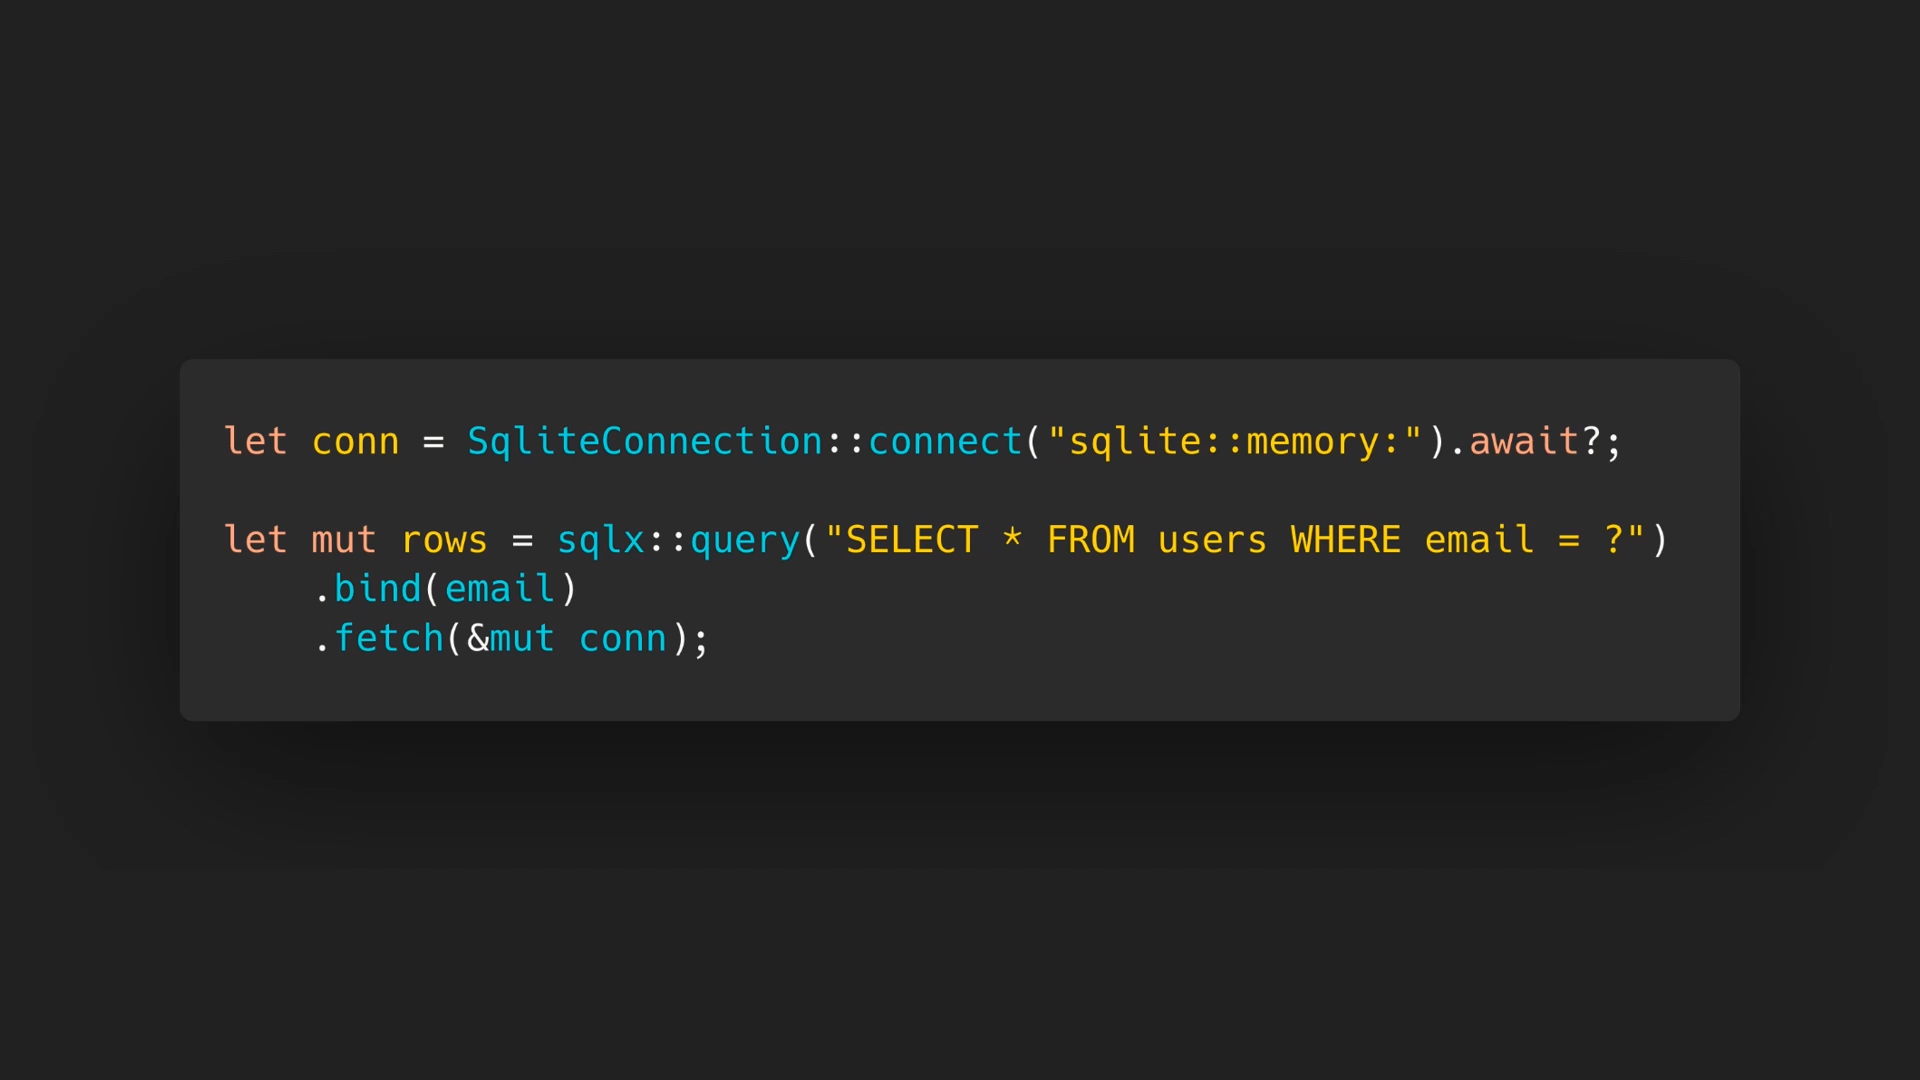 let conn = SqliteConnection::connect("sqlite::memory:").await?;
let mut rows = sqlx::query("SELECT * FROM users WHERE email = ?")
    .bind(email)
    .fetch(&mut conn);